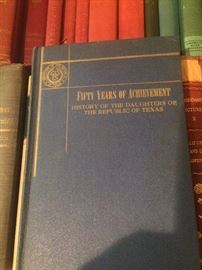 FIFTY YEARS OF ACHIEVEMENT
HISTORY OF THE DAUGHTERS OF
THE REPUBLIC OF TEXAS